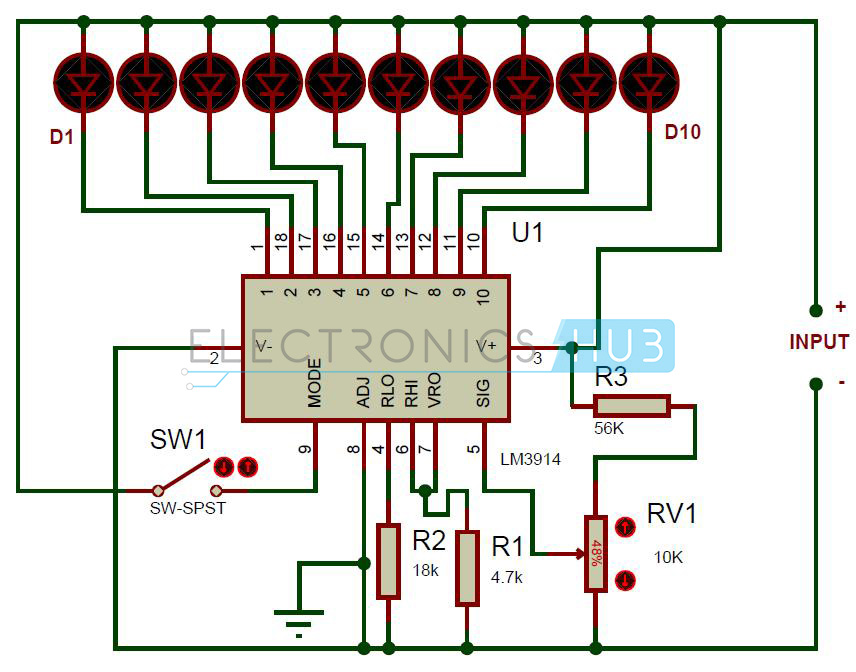 D1
D10
U1
1
18
17
16
15
14
13
12
11
10
1
2
3
4
5
6
7
8
9
10
ELECTRONICS HUB
V-
V+
2
3
+
INPUT
-
MODE
ADJ
RLO
RHI
VRO
SIG
R3
56K
9
8
4
6
7
5
LM3914
SW1
SW-SPST
RV1
10K
48%
R2
18k
R1
4.7k